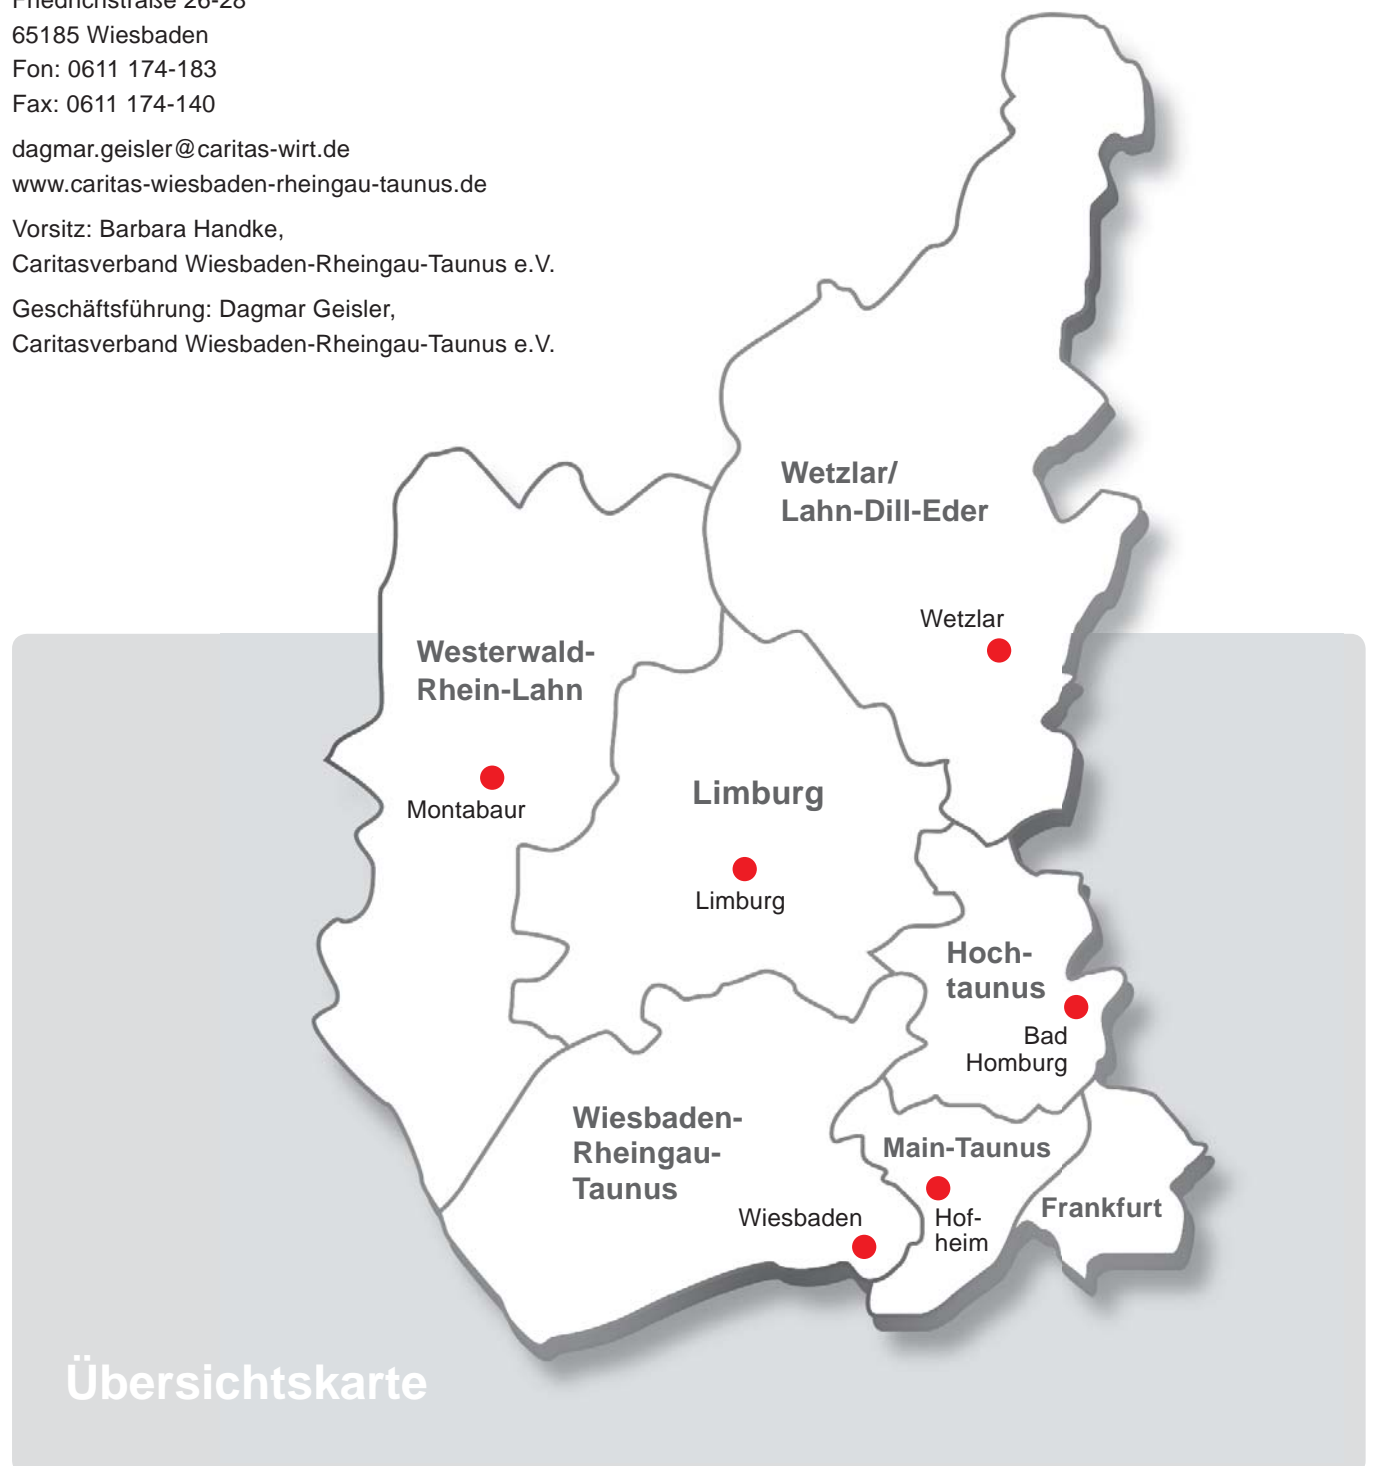 Friedrichstraße 26-28
65185 Wiesbaden
Fon: 0611 174-183
Fax: 0611 174-140
dagmar.geisler@caritas-wirt.de
www.caritas-wiesbaden-rheingau-taunus.de
Vorsitz: Barbara Handke,
Caritasverband Wiesbaden-Rheingau-Taunus e.V.
Geschäftsführung: Dagmar Geisler,
Caritasverband Wiesbaden-Rheingau-Taunus e.V.
Wetzlar/
Lahn-Dill-Eder
Wetzlar
Westerwald-
Rhein-Lahn
Montabaur
Limburg
Limburg
Hoch-
taunus
Bad
Homburg
Wiesbaden-
Rheingau-
Taunus
Wiesbaden
Main-Taunus
Hof-
heim
Frankfurt
Übersichtskarte